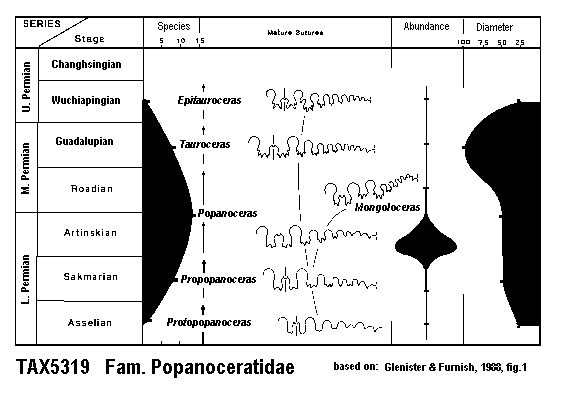 SERIES
Stage
Species
5 10 15
Mature Sutures
Abundance
Diameter
100 75 50 25
U. Permian
Changhsingian
Wuchiapingian
Epitauroceras
M. Permian
Guadalupian
Tauroceras
Roadian
Mongoloceras
Popanoceras
L. Permian
Artinskian
Sakmarian
Propopanoceras
Asselian
Protopopanoceras
TAX5319 Fam. Popanoceratidae
based on: Glenister & Furnish, 1988, fig.1